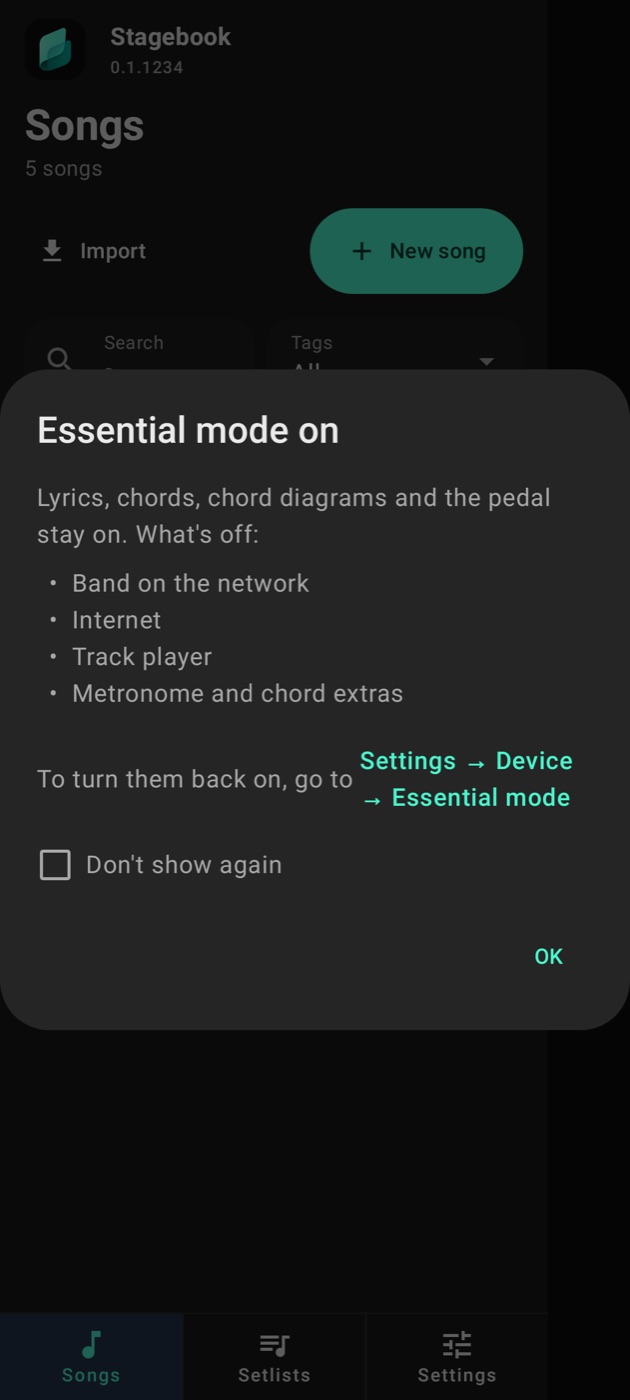 Stagebook
0.1.1234
Songs
5 songs
Import
+ New song
Search
Tags
All
Essential mode on
Lyrics, chords, chord diagrams and the pedal
stay on. What's off:
• Band on the network
• Internet
• Track player
• Metronome and chord extras
To turn them back on, go to Settings → Device
→ Essential mode
Don't show again
OK
Songs
Setlists
Settings